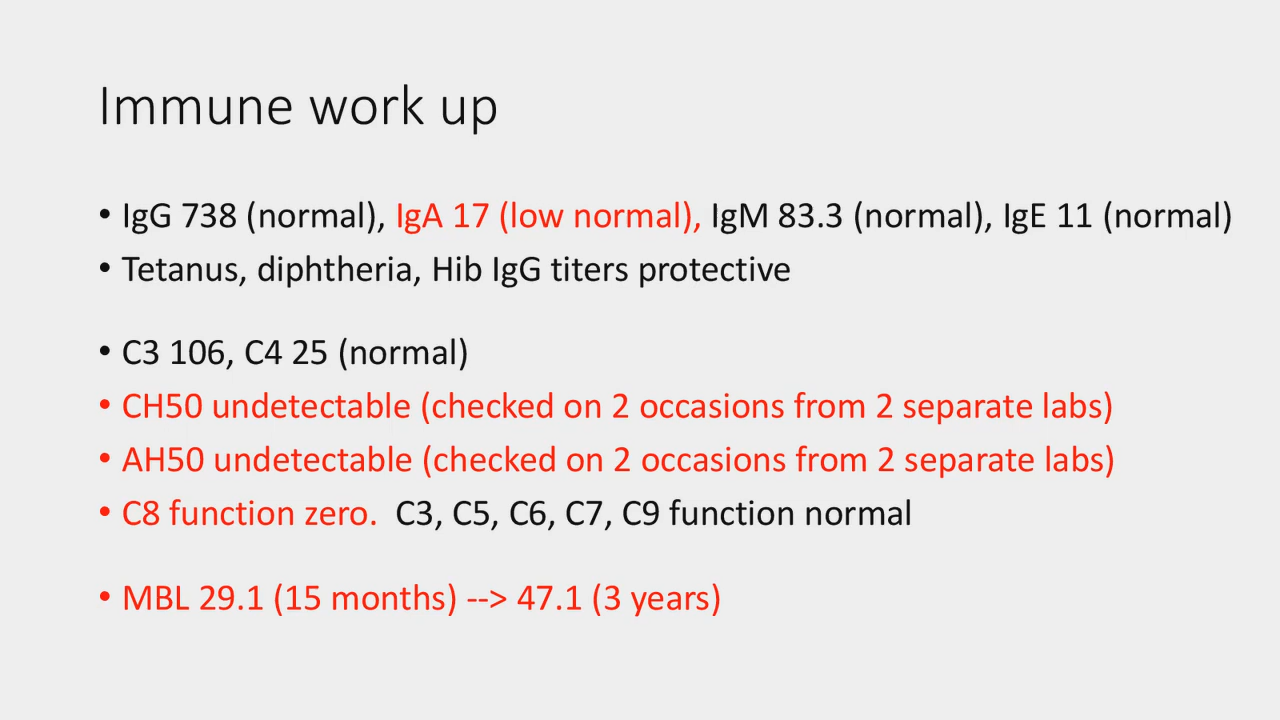 Immune work up
• IgG 738 (normal), IgA 17 (low normal), IgM 83.3 (normal), IgE 11 (normal)
• Tetanus, diphtheria, Hib IgG titers protective
• C3 106, C4 25 (normal)
• CH50 undetectable (checked on 2 occasions from 2 separate labs)
• AH50 undetectable (checked on 2 occasions from 2 separate labs)
• C8 function zero.  C3, C5, C6, C7, C9 function normal
• MBL 29.1 (15 months) --> 47.1 (3 years)